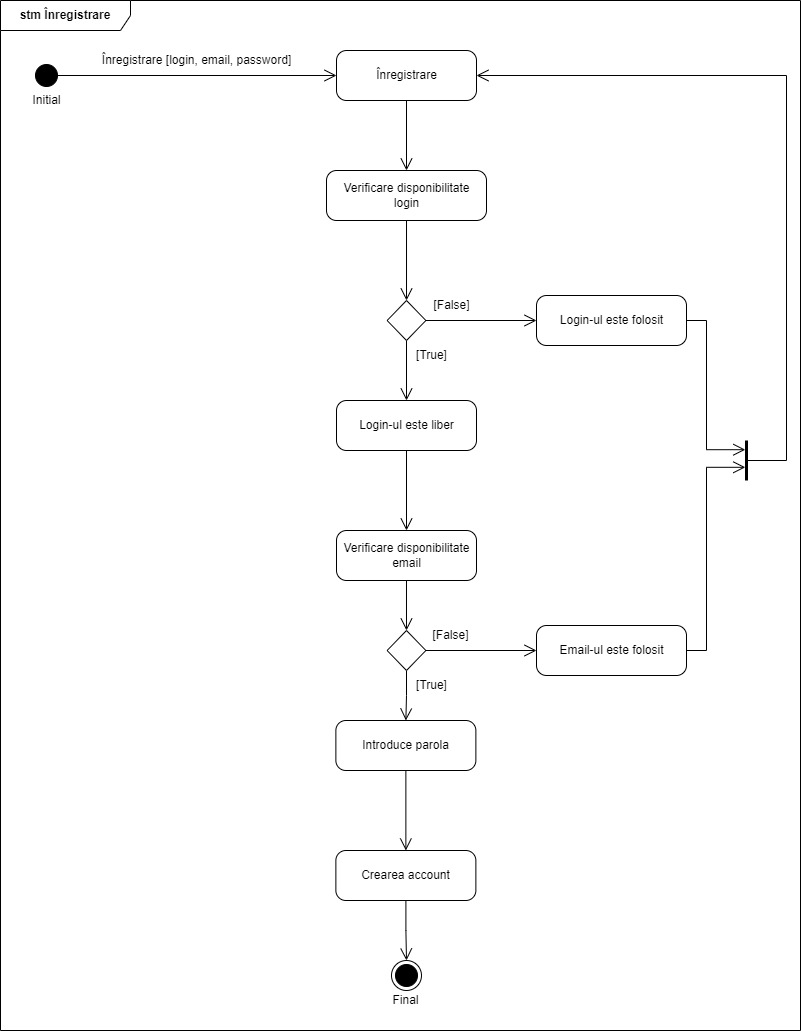 stm Înregistrare
Înregistrare [login, email, password]
Înregistrare
Initial
Verificare disponibilitate
login
[False]
Login-ul este folosit
[True]
Login-ul este liber
Verificare disponibilitate
email
[False]
Email-ul este folosit
[True]
Introduce parola
Crearea account
Final